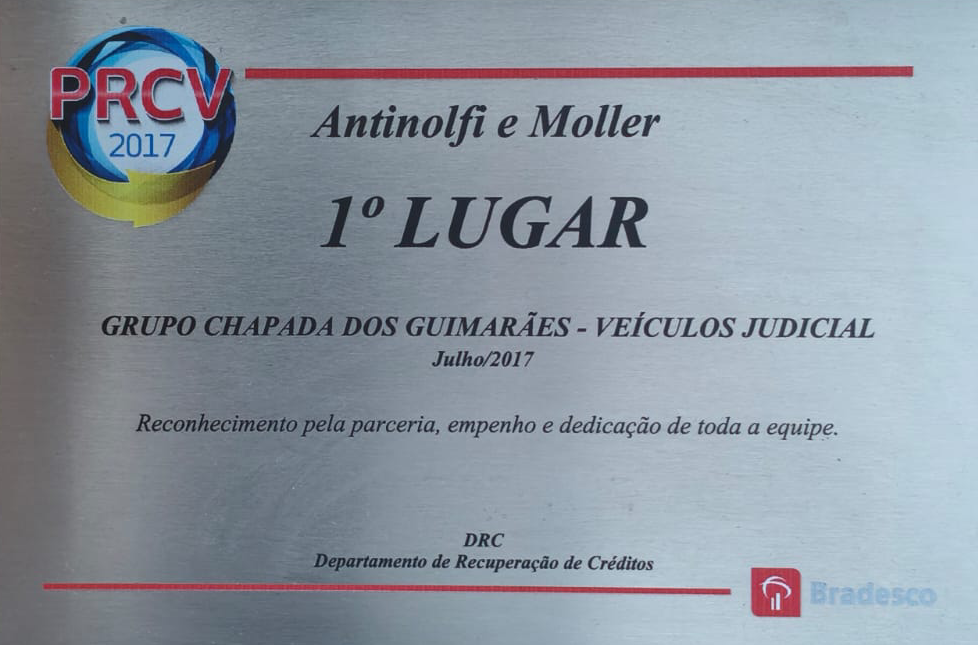 PRCV
2017
Antinolfi e Moller
1º LUGAR
GRUPO CHAPADA DOS GUIMARÃES - VEÍCULOS JUDICIAL
Julho/2017
Reconhecimento pela parceria, empenho e dedicação de toda a equipe.
DRC
Departamento de Recuperação de Créditos
Bradesco